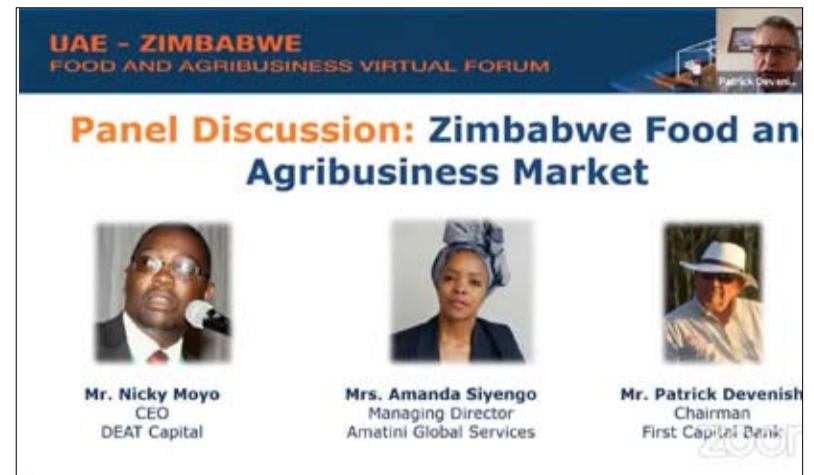 UAE – ZIMBABWE
FOOD AND AGRIBUSINESS VIRTUAL FORUM
Patrick Deveni...
Panel Discussion: Zimbabwe Food an
Agribusiness Market
Mr. Nicky Moyo
CEO
DEAT Capital
Mrs. Amanda Siyengo
Managing Director
Amatini Global Services
Mr. Patrick Devenish
Chairman
First Capital Bank
zoom